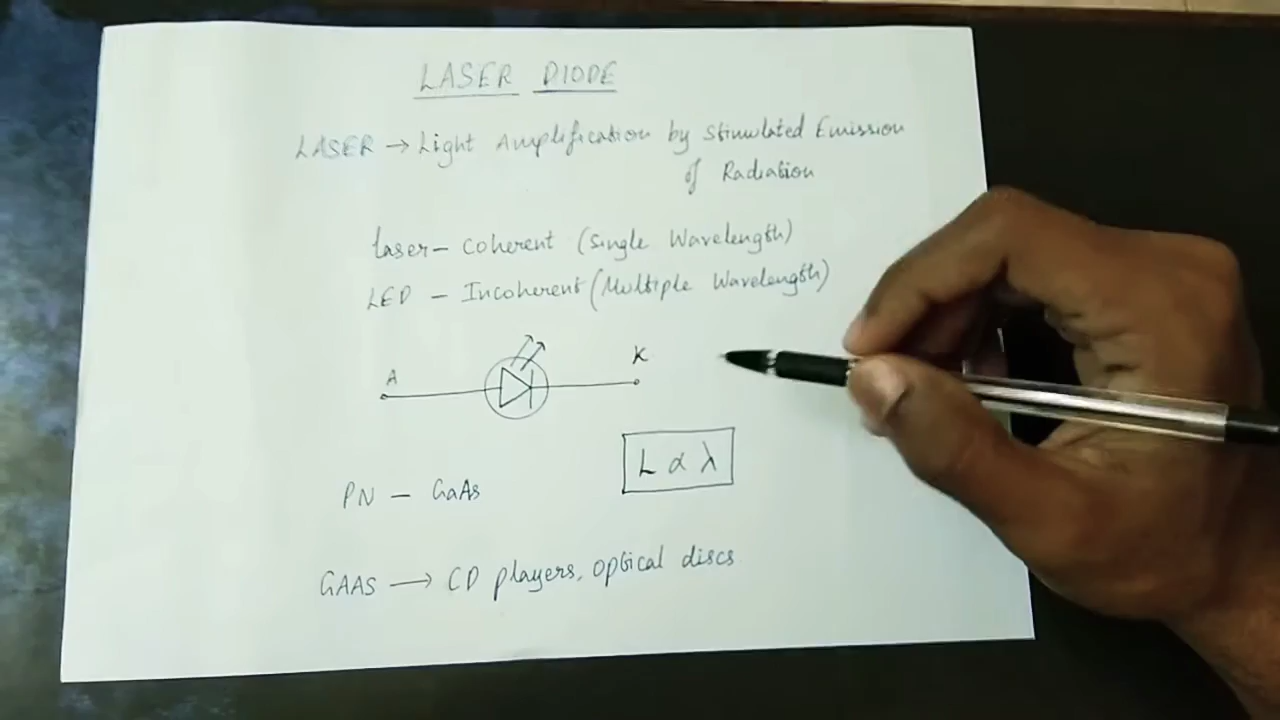 LASER DIODE
LASER → Light Amplification by Stimulated Emission
of Radiation
laser – Coherent (Single Wavelength)
LED – Incoherent (Multiple Wavelength)
A K
L ∝ λ
PN – GaAs
GAAS → CD players, optical discs